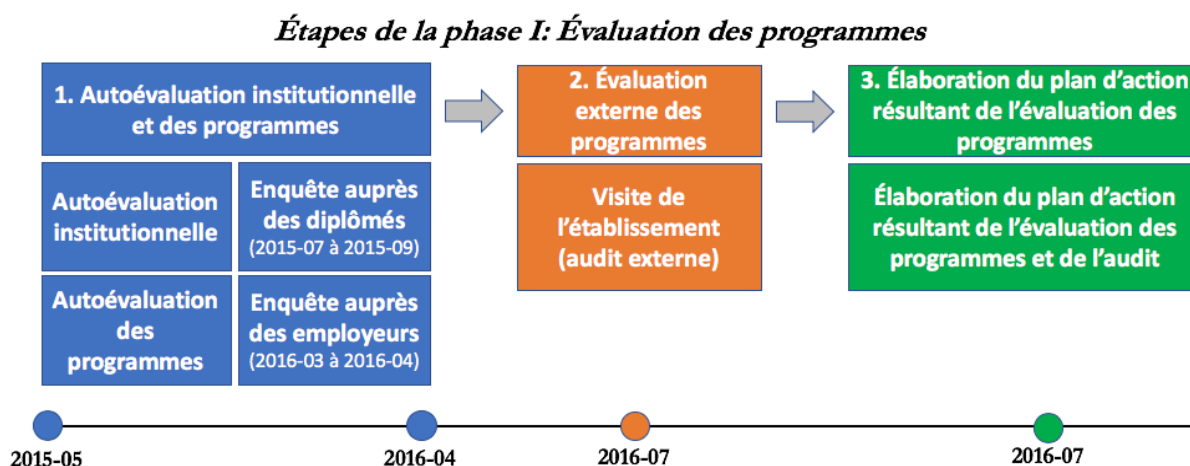 Étapes de la phase I: Évaluation des programmes
1. Autoévaluation institutionnelle
et des programmes
2. Évaluation
externe des
programmes
3. Élaboration du plan d'action
résultant de l'évaluation des
programmes
Autoévaluation
institutionnelle
Enquête auprès
des diplômés
(2015-07 à 2015-09)
Visite de
l'établissement
(audit externe)
Élaboration du plan d'action
résultant de l'évaluation des
programmes et de l'audit
Autoévaluation
des
programmes
Enquête auprès
des employeurs
(2016-03 à 2016-04)
2015-05
2016-04
2016-07
2016-07